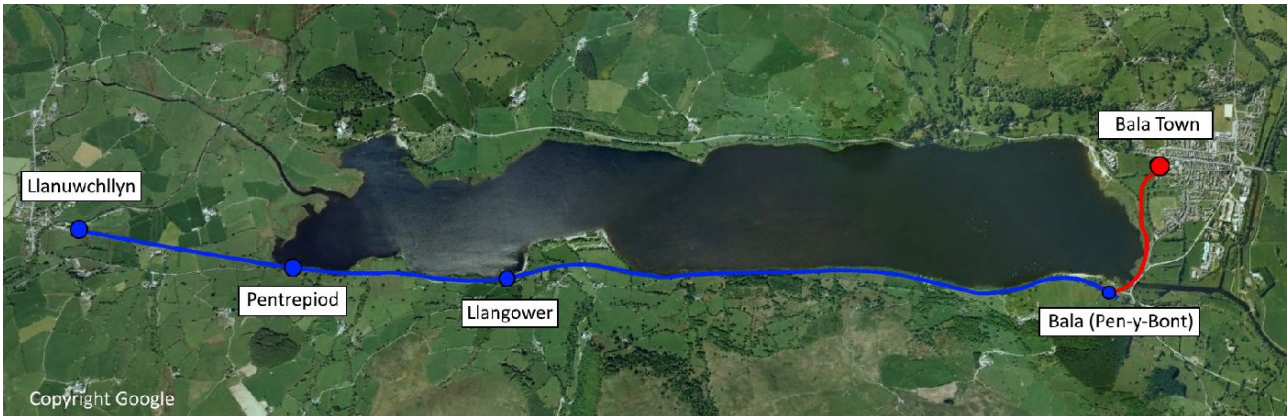 Bala Town
Llanuwchllyn
Pentrepiod
Llangower
Bala (Pen-y-Bont)
Copyright Google